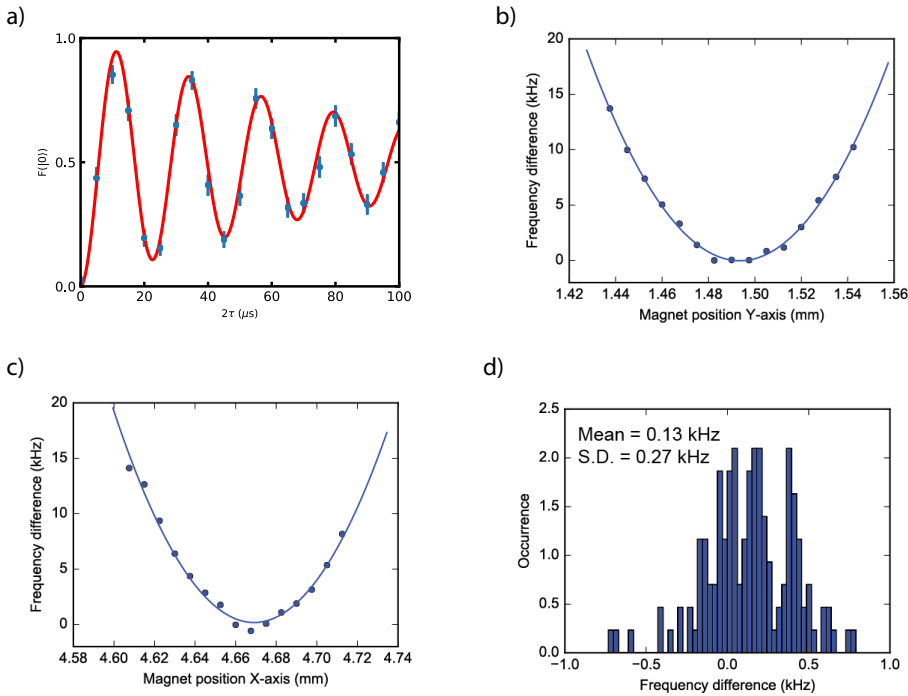 a)
1.0
0.5
0.0
F(|0⟩)
0 20 40 60 80 100
2τ (μs)
b)
20
15
10
5
0
Frequency difference (kHz)
1.42 1.44 1.46 1.48 1.50 1.52 1.54 1.56
Magnet position Y-axis (mm)
c)
20
15
10
5
0
Frequency difference (kHz)
4.58 4.60 4.62 4.64 4.66 4.68 4.70 4.72 4.74
Magnet position X-axis (mm)
d)
2.5
2.0
1.5
1.0
0.5
0.0
Occurrence
Mean = 0.13 kHz
S.D. = 0.27 kHz
−1.0 −0.5 0.0 0.5 1.0
Frequency difference (kHz)